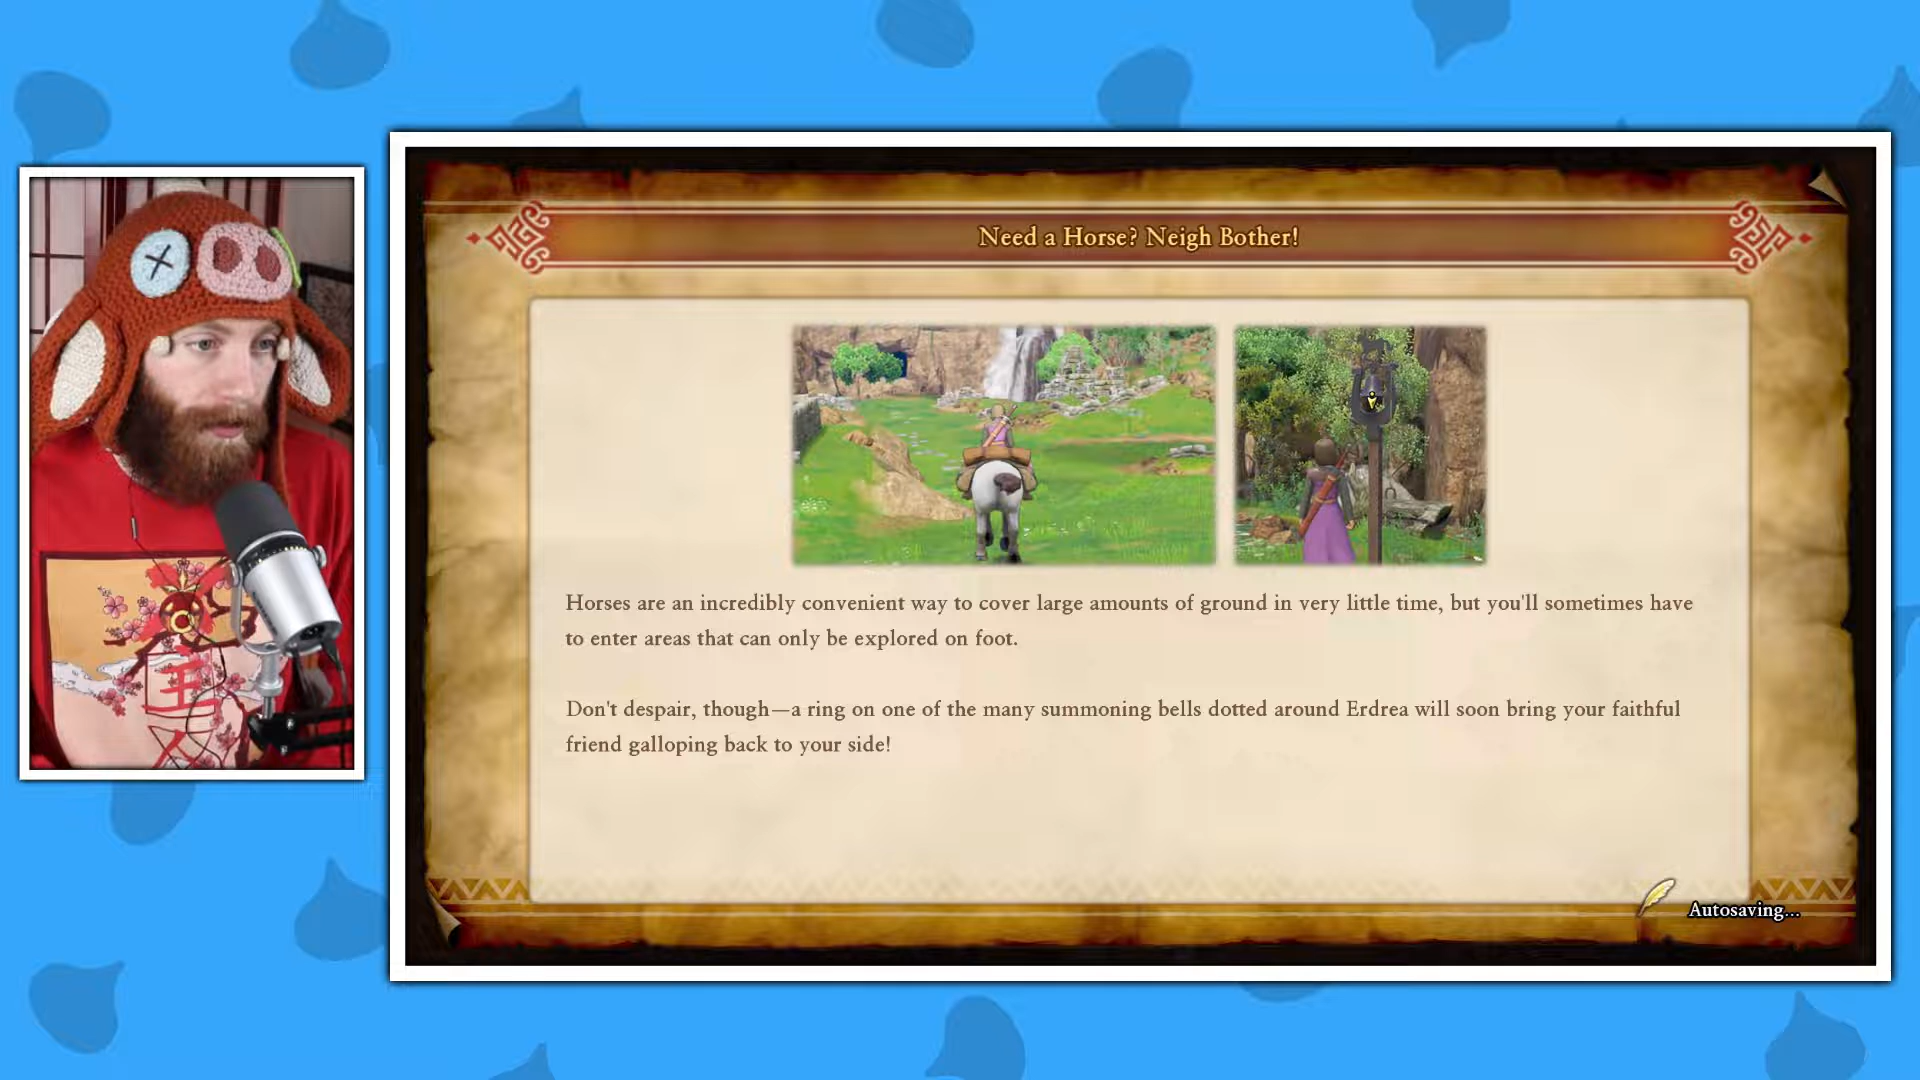 Need a Horse? Neigh Bother!
Horses are an incredibly convenient way to cover large amounts of ground in very little time, but you'll sometimes have
to enter areas that can only be explored on foot.
Don't despair, though—a ring on one of the many summoning bells dotted around Erdrea will soon bring your faithful
friend galloping back to your side!
Autosaving...